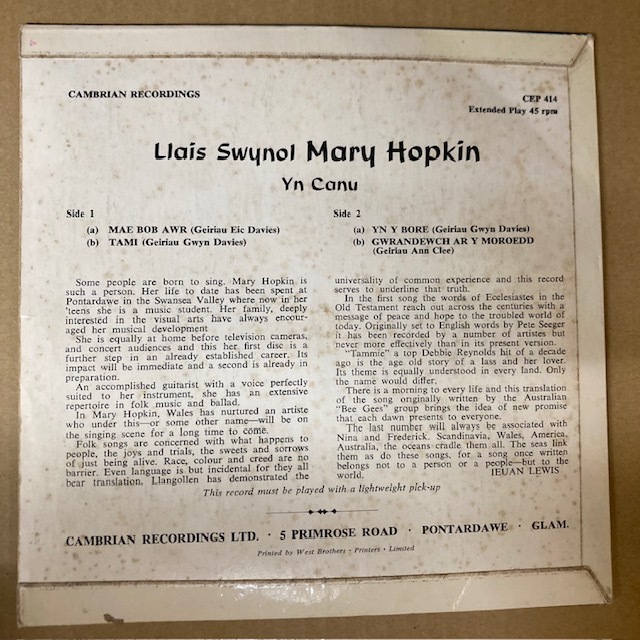 CAMBRIAN RECORDINGS
CEP 414
Extended Play 45 rpm
Llais Swynol Mary Hopkin
Yn Canu
Side 1
(a) MAE BOB AWR (Geiriau Eic Davies)
(b) TAMI (Geiriau Gwyn Davies)
Side 2
(a) YN Y BORE (Geiriau Gwyn Davies)
(b) GWRANDEWCH AR Y MOROEDD
(Geiriau Ann Clee)
Some people are born to sing. Mary Hopkin is
such a person. Her life to date has been spent at
Pontardawe in the Swansea Valley where now in her
'teens she is a music student. Her family, deeply
interested in the visual arts have always encour-
aged her musical development
She is equally at home before television cameras,
and concert audiences and this her first disc is a
further step in an already established career. Its
impact will be immediate and a second is already in
preparation.
An accomplished guitarist with a voice perfectly
suited to her instrument, she has an extensive
repertoire in folk music and ballad.
In Mary Hopkin, Wales has nurtured an artiste
who under this—or some other name—will be on
the singing scene for a long time to come.
Folk songs are concerned with what happens to
people, the joys and trials, the sweets and sorrows
of just being alive. Race, colour and creed are no
barrier. Even language is but incidental for they all
bear translation. Llangollen has demonstrated the
universality of common experience and this record
serves to underline that truth.
In the first song the words of Ecclesiastes in the
Old Testament reach out across the centuries with a
message of peace and hope to the troubled world of
today. Originally set to English words by Pete Seeger
it has been recorded by a number of artistes but
never more effectively than in its present version.
"Tammie" a top Debbie Reynolds hit of a decade
ago is the age old story of a lass and her lover.
Its theme is equally understood in every land. Only
the name would differ.
There is a morning to every life and this translation
of the song originally written by the Australian
"Bee Gees" group brings the idea of new promise
that each dawn presents to everyone.
The last number will always be associated with
Nina and Frederick. Scandinavia, Wales, America,
Australia, the oceans cradle them all. The seas link
them as do these songs, for a song once written
belongs not to a person or a people—but to the
world. IEUAN LEWIS
This record must be played with a lightweight pick-up
CAMBRIAN RECORDINGS LTD. · 5 PRIMROSE ROAD · PONTARDAWE · GLAM.
Printed by West Brothers · Printers · Limited